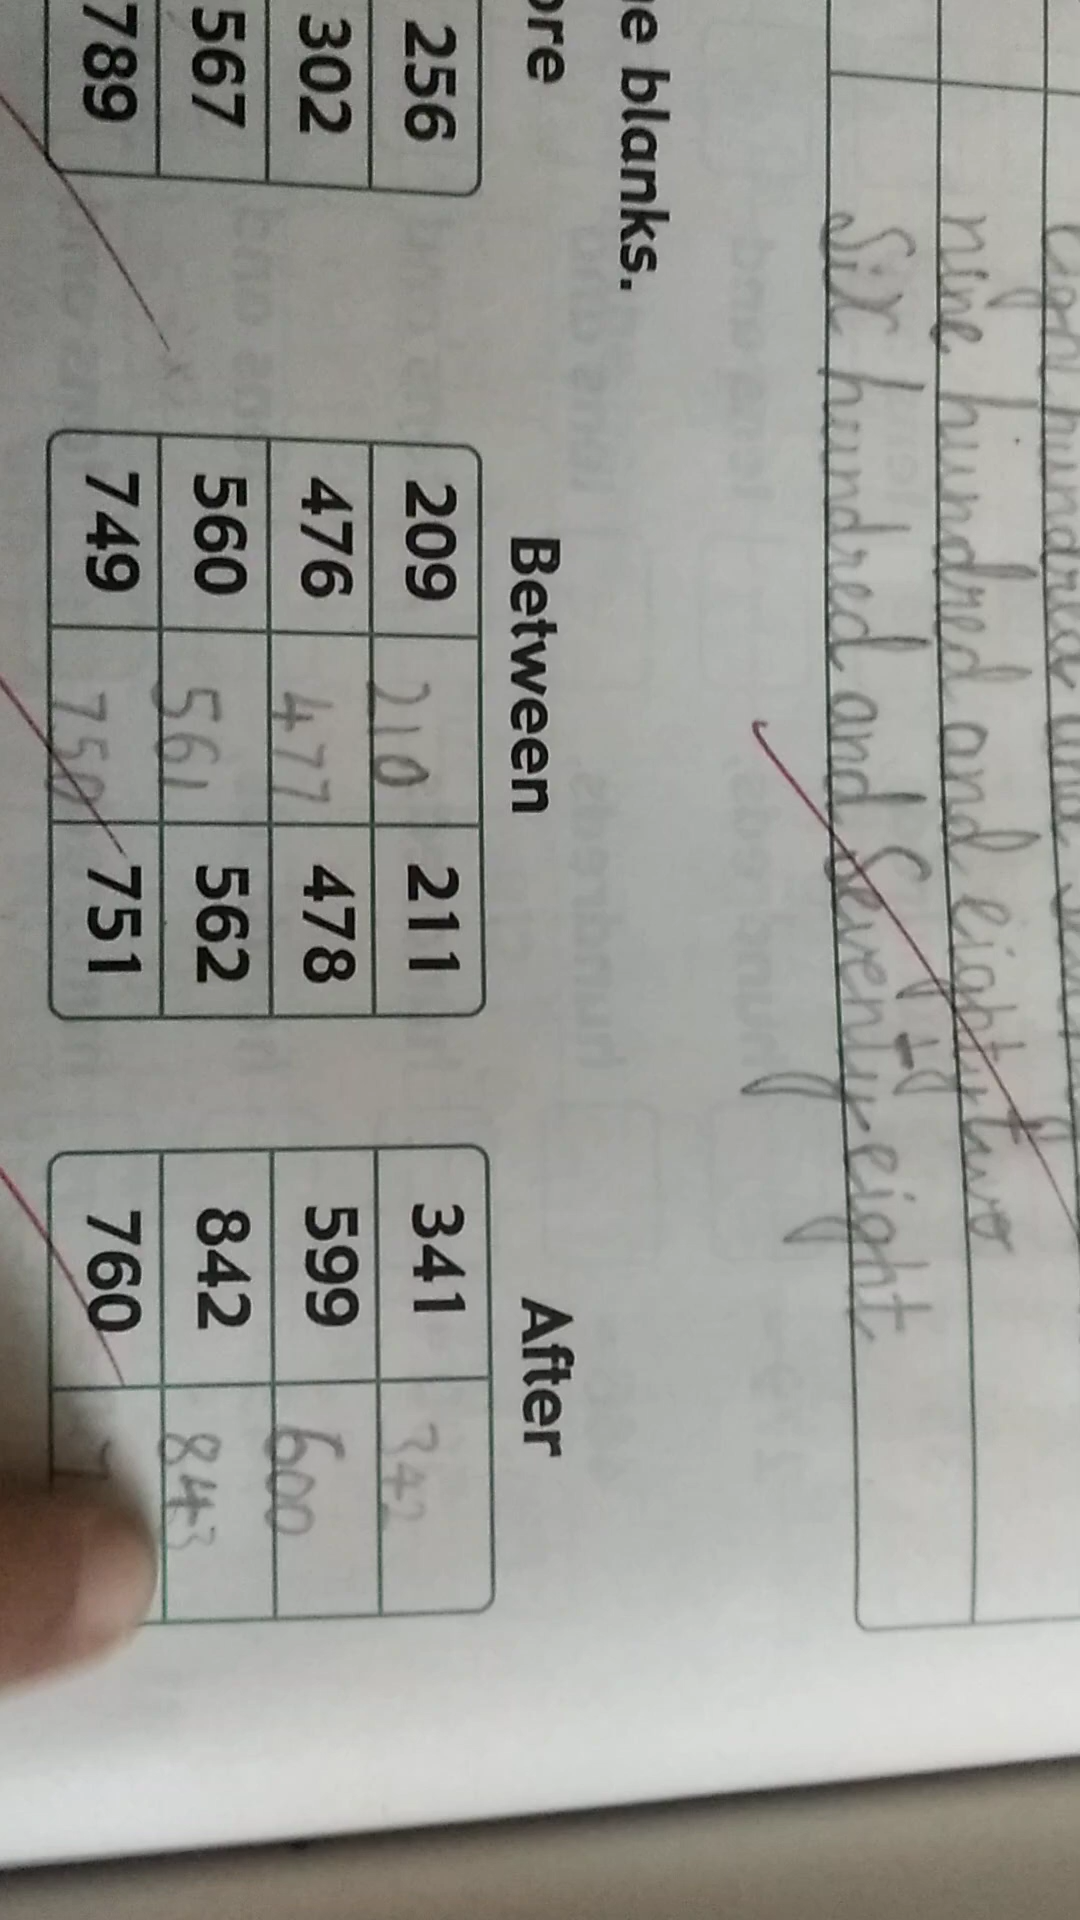 nine hundred and eighty two
Six hundred and Seventy eight
e blanks.
ore Between After
256 209 210 211 341 342
302 476 477 478 599 600
567 560 561 562 842 843
789 749 750 751 760